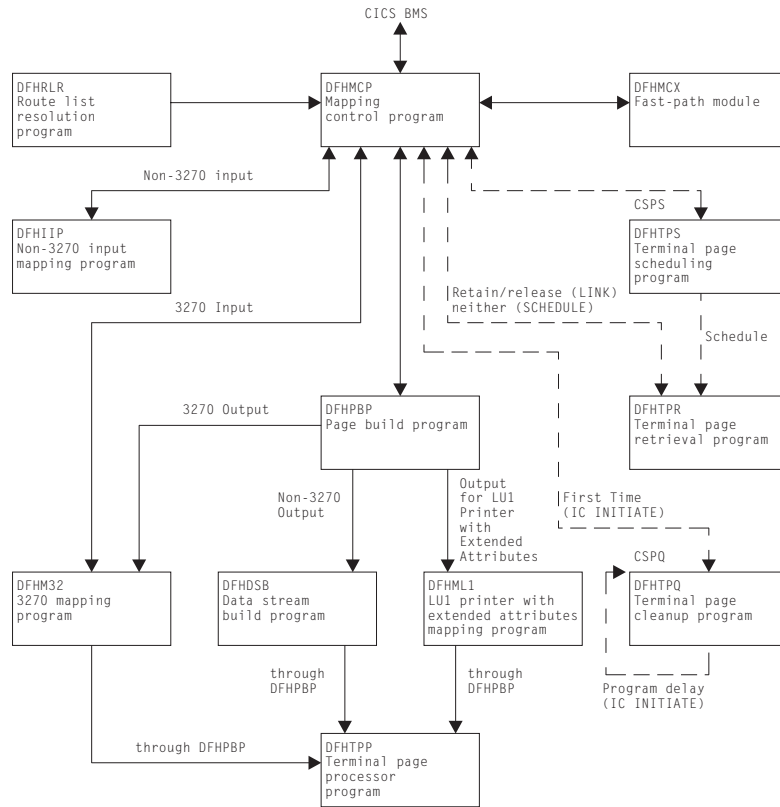 CICS BMS
DFHRLR
Route list
resolution
program
DFHMCP
Mapping
control program
DFHMCX
Fast-path module
Non-3270 input
DFHIIP
Non-3270 input
mapping program
CSPS
DFHTPS
Terminal page
scheduling
program
3270 Input
Retain/release (LINK)
neither (SCHEDULE)
Schedule
3270 Output
DFHPBP
Page build program
DFHTPR
Terminal page
retrieval program
Non-3270
Output
Output
for LU1
Printer
with
Extended
Attributes
First Time
(IC INITIATE)
CSPQ
DFHM32
3270 mapping
program
DFHDSB
Data stream
build program
DFHML1
LU1 printer with
extended attributes
mapping program
DFHTPQ
Terminal page
cleanup program
through
DFHPBP
through
DFHPBP
Program delay
(IC INITIATE)
through DFHPBP
DFHTPP
Terminal page
processor
program